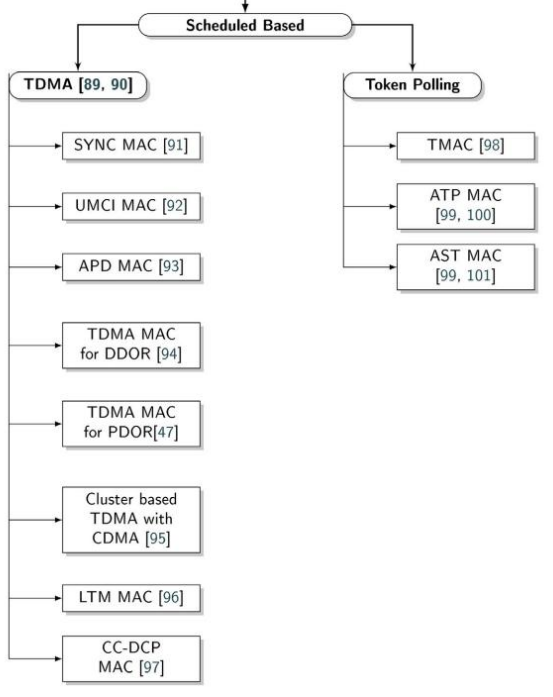 Scheduled Based
TDMA [89, 90]
SYNC MAC [91]
UMCI MAC [92]
APD MAC [93]
TDMA MAC
for DDOR [94]
TDMA MAC
for PDOR[47]
Cluster based
TDMA with
CDMA [95]
LTM MAC [96]
CC-DCP
MAC [97]
Token Polling
TMAC [98]
ATP MAC
[99, 100]
AST MAC
[99, 101]